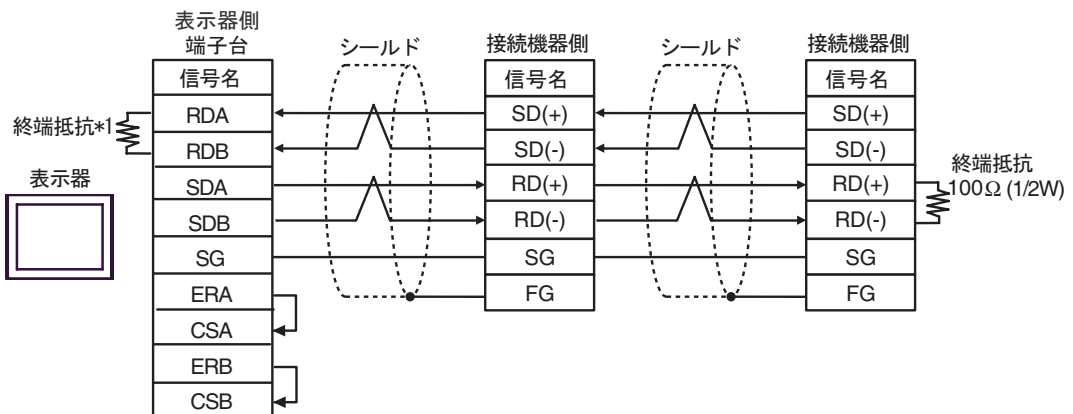 表示器側
端子台
シールド
接続機器側
シールド
接続機器側
信号名
信号名
信号名
RDA
SD(+)
SD(+)
終端抵抗*1
RDB
SD(-)
SD(-)
表示器
SDA
RD(+)
RD(+)
終端抵抗
100Ω (1/2W)
SDB
RD(-)
RD(-)
SG
SG
SG
ERA
FG
FG
CSA
ERB
CSB